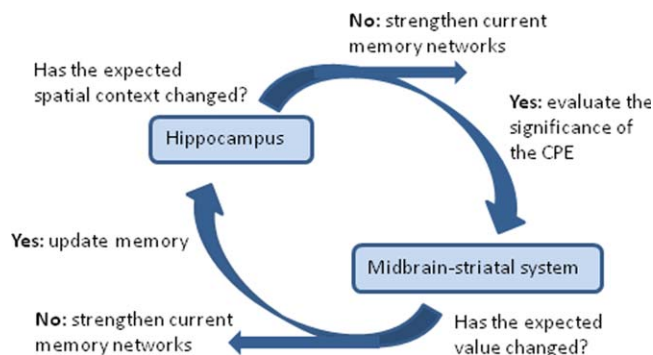 No: strengthen current
memory networks
Has the expected
spatial context changed?
Hippocampus
Yes: evaluate the
significance of
the CPE
Yes: update memory
Midbrain-striatal system
No: strengthen current
memory networks
Has the expected
value changed?